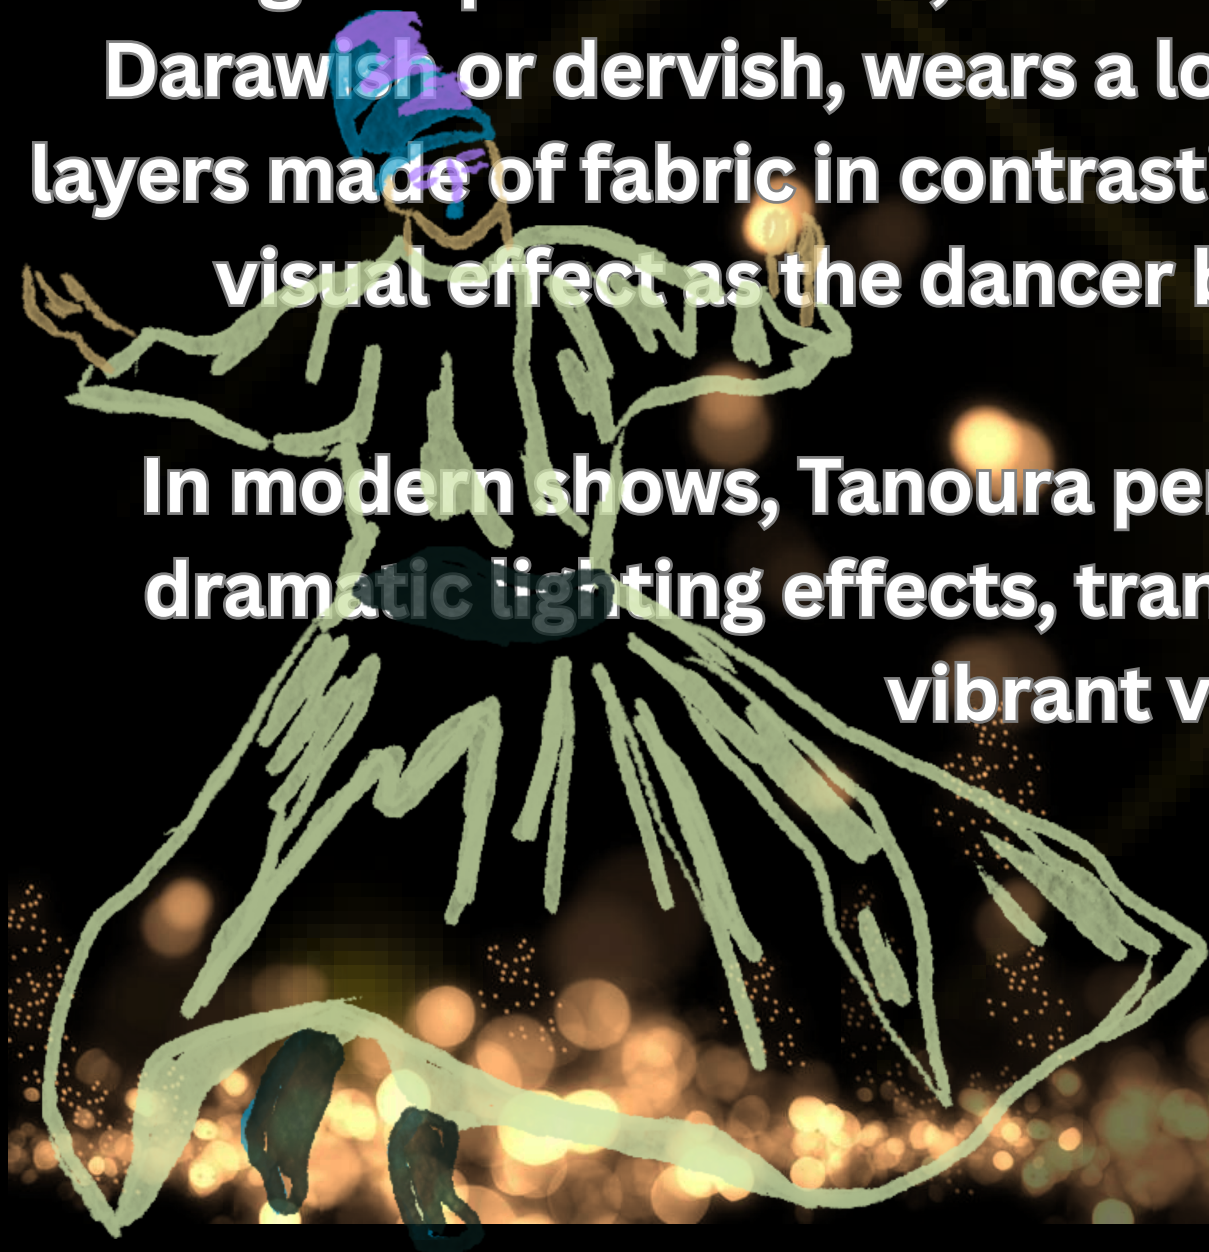 Darawish or dervish, wears a lo
layers made of fabric in contrast
visual effect as the dancer b
In modern shows, Tanoura per
dramatic lighting effects, tran
vibrant v